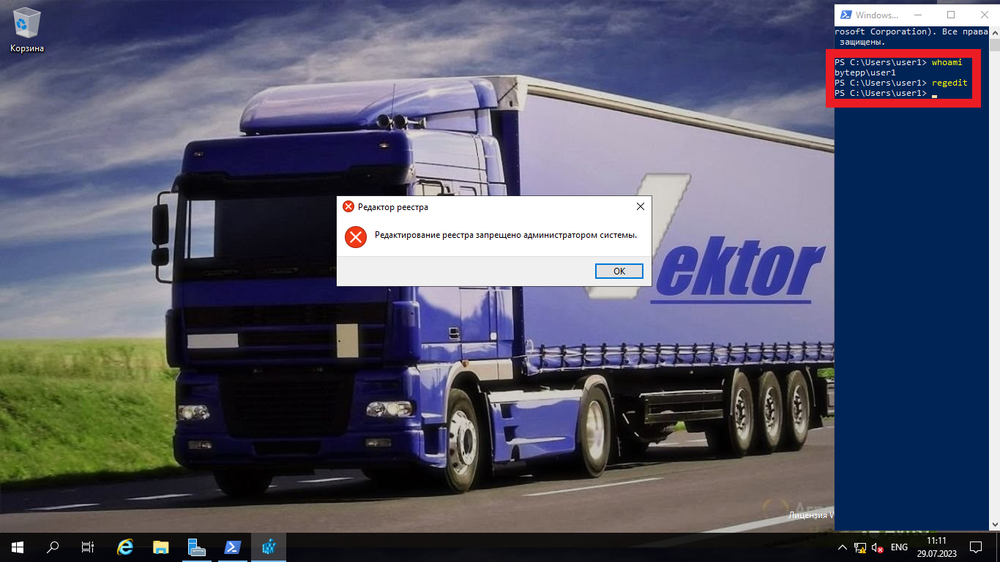 Корзина
Windows...
rosoft Corporation). Все права
защищены.
PS C:\Users\user1> whoami
bytepp\user1
PS C:\Users\user1> regedit
PS C:\Users\user1>
Редактор реестра
Редактирование реестра запрещено администратором системы.
OK
Vektor
Лицензия W
ENG
11:11
29.07.2023